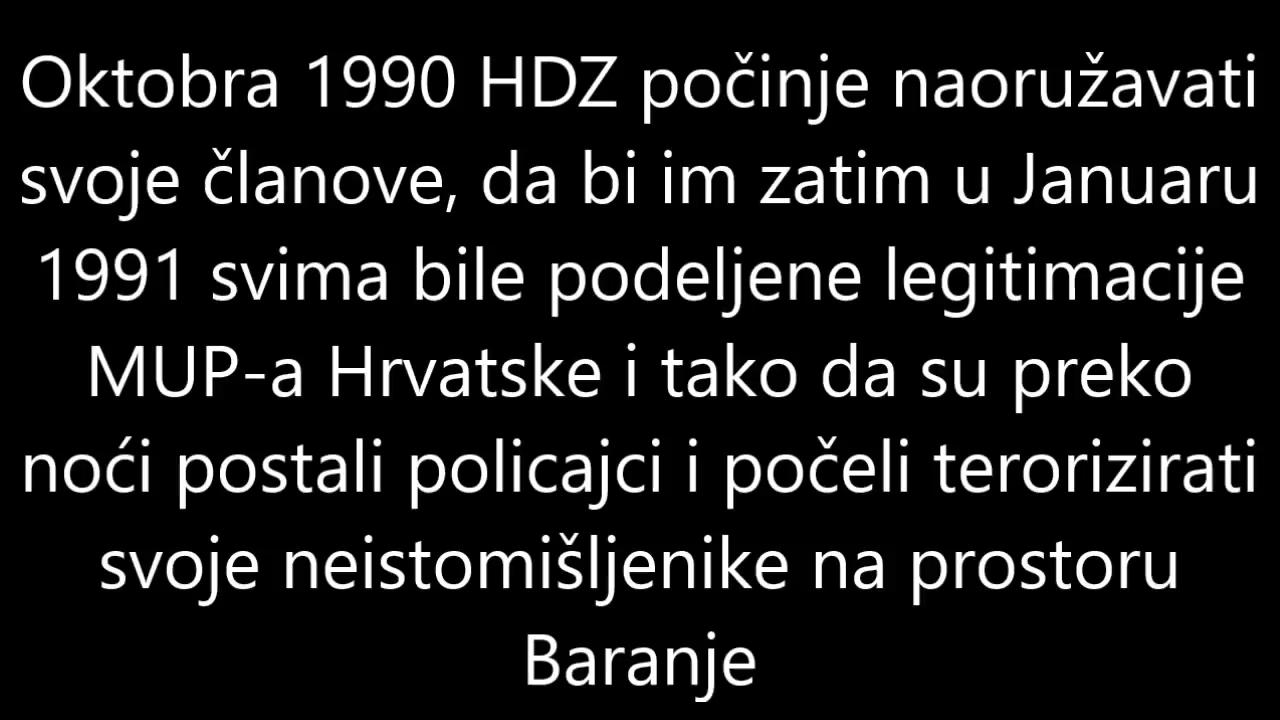 Oktobra 1990 HDZ počinje naoružavati
svoje članove, da bi im zatim u Januaru
1991 svima bile podeljene legitimacije
MUP-a Hrvatske i tako da su preko
noći postali policajci i počeli terorizirati
svoje neistomišljenike na prostoru
Baranje